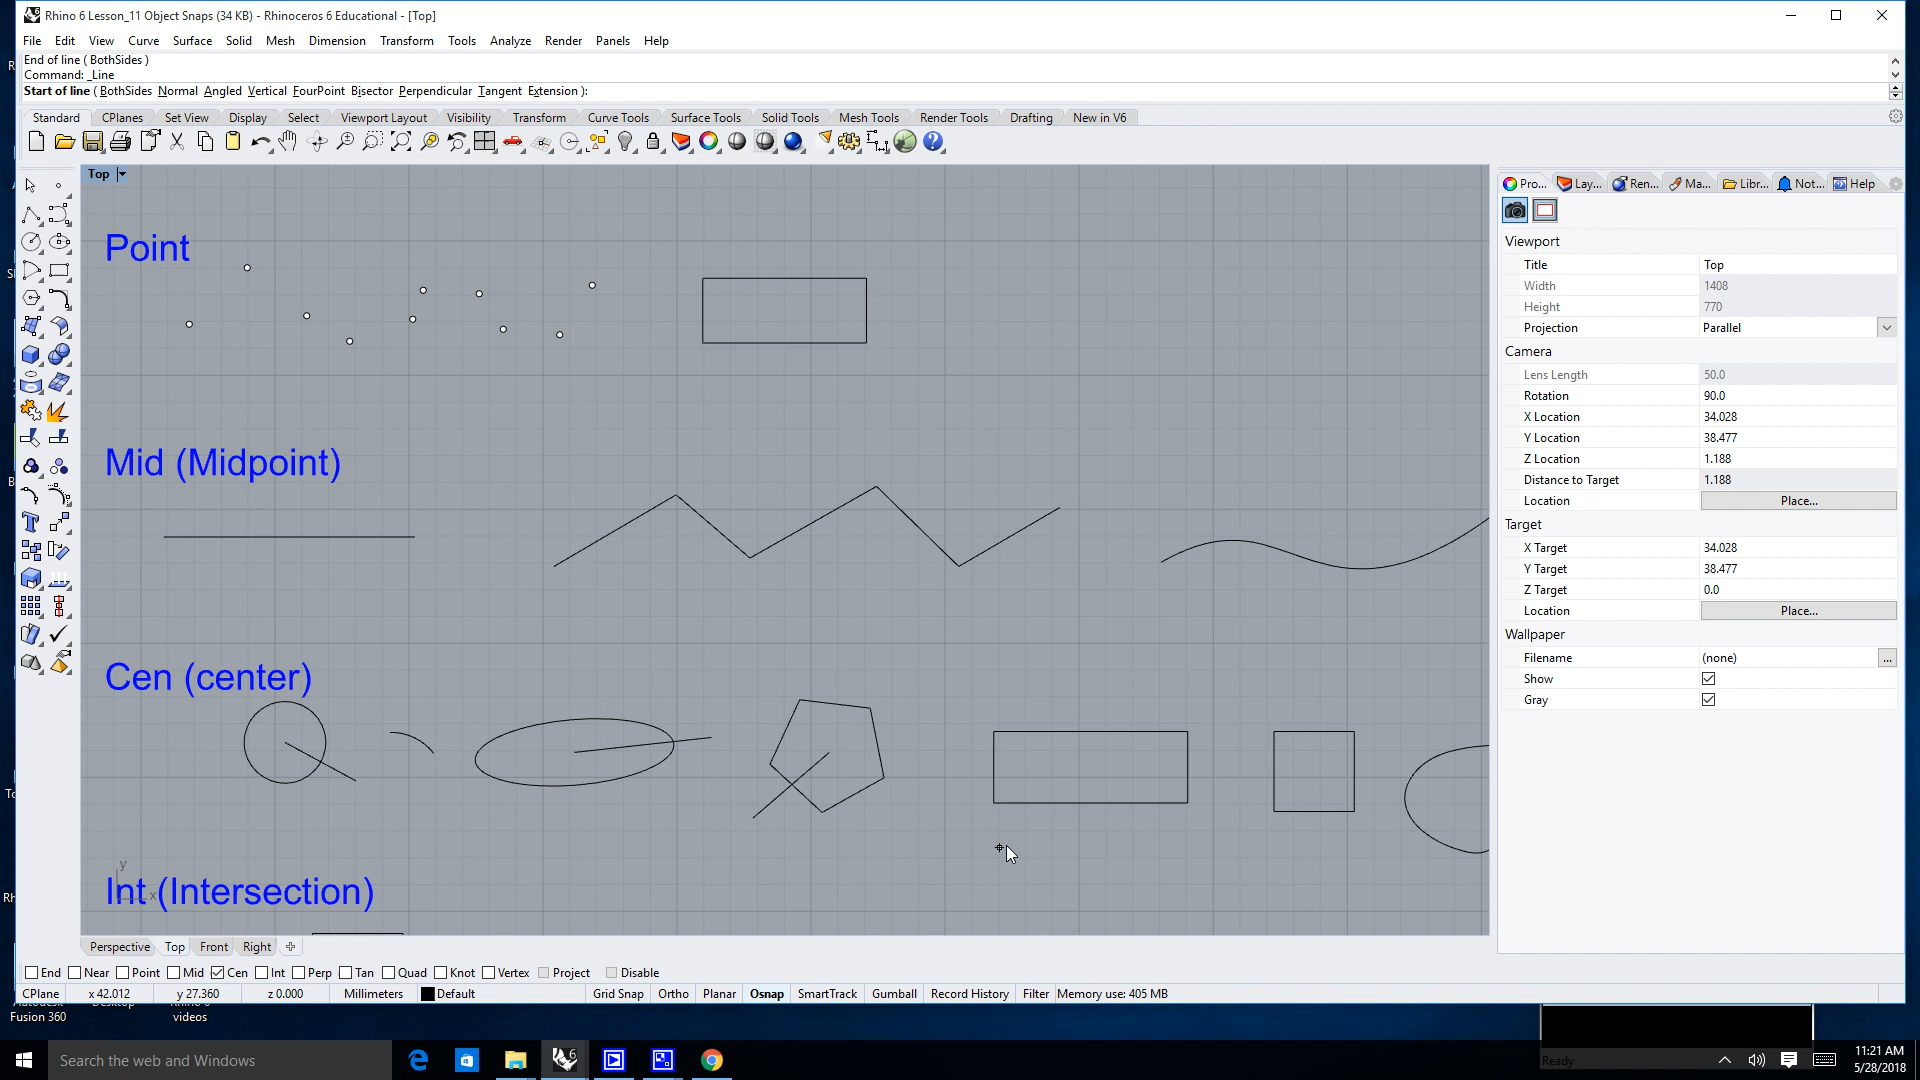 Rhino 6 Lesson_11 Object Snaps (34 KB) - Rhinoceros 6 Educational - [Top]
File Edit View Curve Surface Solid Mesh Dimension Transform Tools Analyze Render Panels Help
End of line ( BothSides )
Command: _Line
Start of line ( BothSides Normal Angled Vertical FourPoint Bisector Perpendicular Tangent Extension ):
Standard CPlanes Set View Display Select Viewport Layout Visibility Transform Curve Tools Surface Tools Solid Tools Mesh Tools Render Tools Drafting New in V6
Top
Pro... Lay... Ren... Ma... Libr... Not... Help
Point
Mid (Midpoint)
Cen (center)
Int (Intersection)
y
x
Viewport
Title Top
Width 1408
Height 770
Projection Parallel
Camera
Lens Length 50.0
Rotation 90.0
X Location 34.028
Y Location 38.477
Z Location 1.188
Distance to Target 1.188
Location Place...
Target
X Target 34.028
Y Target 38.477
Z Target 0.0
Location Place...
Wallpaper
Filename (none) ...
Show
Gray
Perspective Top Front Right
End Near Point Mid Cen Int Perp Tan Quad Knot Vertex Project Disable
CPlane x 42.012 y 27.360 z 0.000 Millimeters Default Grid Snap Ortho Planar Osnap SmartTrack Gumball Record History Filter Memory use: 405 MB
Fusion 360
videos
Ready
Search the web and Windows
6
11:21 AM
5/28/2018